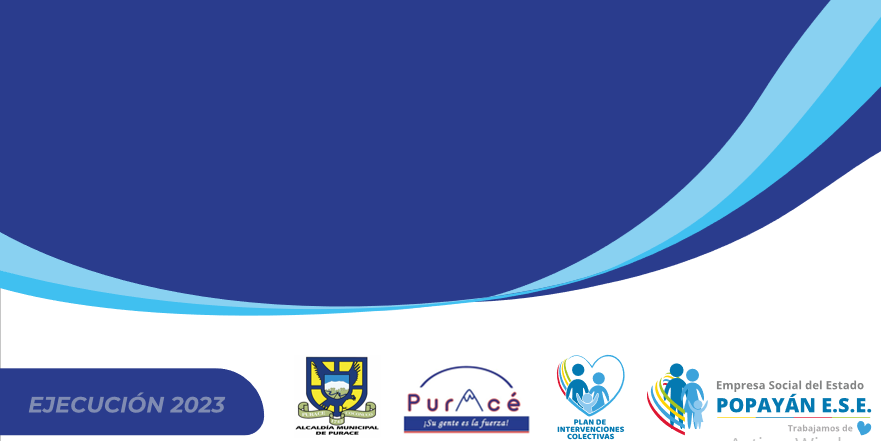 EJECUCIÓN 2023
ALCALDÍA MUNICIPAL
DE PURACE
Puracé
¡Su gente es la fuerza!
PLAN DE
INTERVENCIONES
COLECTIVAS
Empresa Social del Estado
POPAYÁN E.S.E.
Trabajamos de